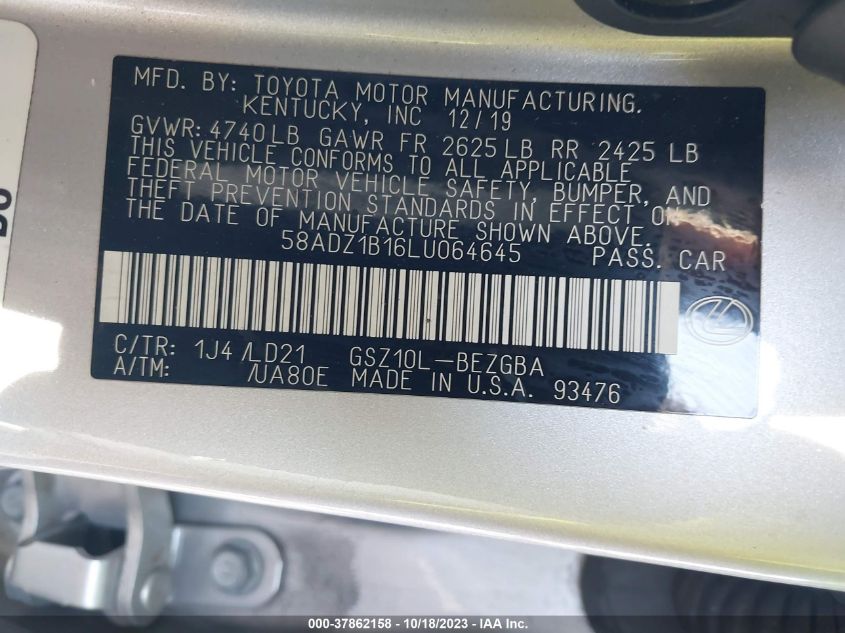 MFD. BY: TOYOTA MOTOR MANUFACTURING.
KENTUCKY, INC 12/19
GVWR: 4740LB GAWR FR 2625LB RR 2425 LB
THIS VEHICLE CONFORMS TO ALL APPLICABLE
FEDERAL MOTOR VEHICLE SAFETY, BUMPER, AND
THEFT PREVENTION STANDARDS IN EFFECT ON
THE DATE OF MANUFACTURE SHOWN ABOVE.
58ADZ1B16LU064645 PASS. CAR
C/TR: 1J4 /LD21 GSZ10L-BEZGBA
A/TM: /UA80E MADE IN U.S.A. 93476
000-37862158 - 10/18/2023 - IAA Inc.